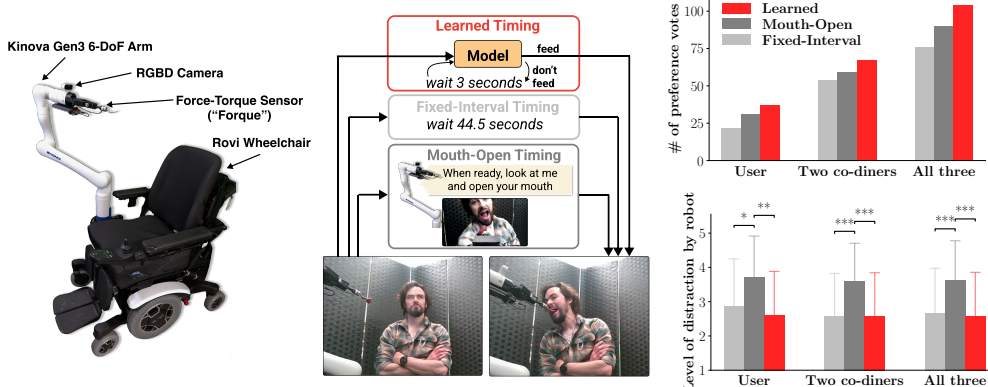 Kinova Gen3 6-DoF Arm
RGBD Camera
Force-Torque Sensor
("Forque")
Rovi Wheelchair
Learned Timing
Model
feed
don't
feed
wait 3 seconds
Fixed-Interval Timing
wait 44.5 seconds
Mouth-Open Timing
When ready, look at me
and open your mouth
# of preference votes
100
75
50
25
0
Learned
Mouth-Open
Fixed-Interval
User
Two co-diners
All three
Level of distraction by robot
5
4
3
2
1
*
**
***
***
***
***
User
Two co-diners
All three